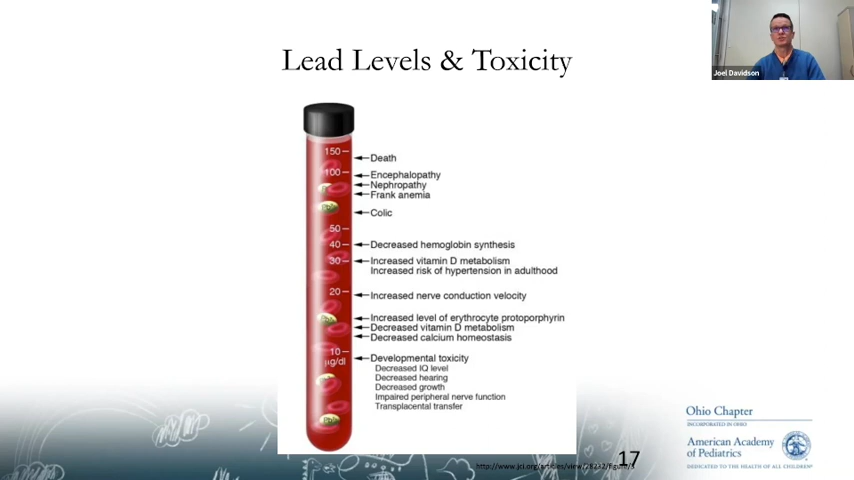 Lead Levels & Toxicity
Joel Davidson
150
Death
100
Encephalopathy
Nephropathy
Frank anemia
Colic
50
40
Decreased hemoglobin synthesis
30
Increased vitamin D metabolism
Increased risk of hypertension in adulthood
20
Increased nerve conduction velocity
Increased level of erythrocyte protoporphyrin
Decreased vitamin D metabolism
Decreased calcium homeostasis
10
µg/dl
Developmental toxicity
Decreased IQ level
Decreased hearing
Decreased growth
Impaired peripheral nerve function
Transplacental transfer
Pb
Ohio Chapter
INCORPORATED IN OHIO
American Academy
of Pediatrics
DEDICATED TO THE HEALTH OF ALL CHILDREN®
17